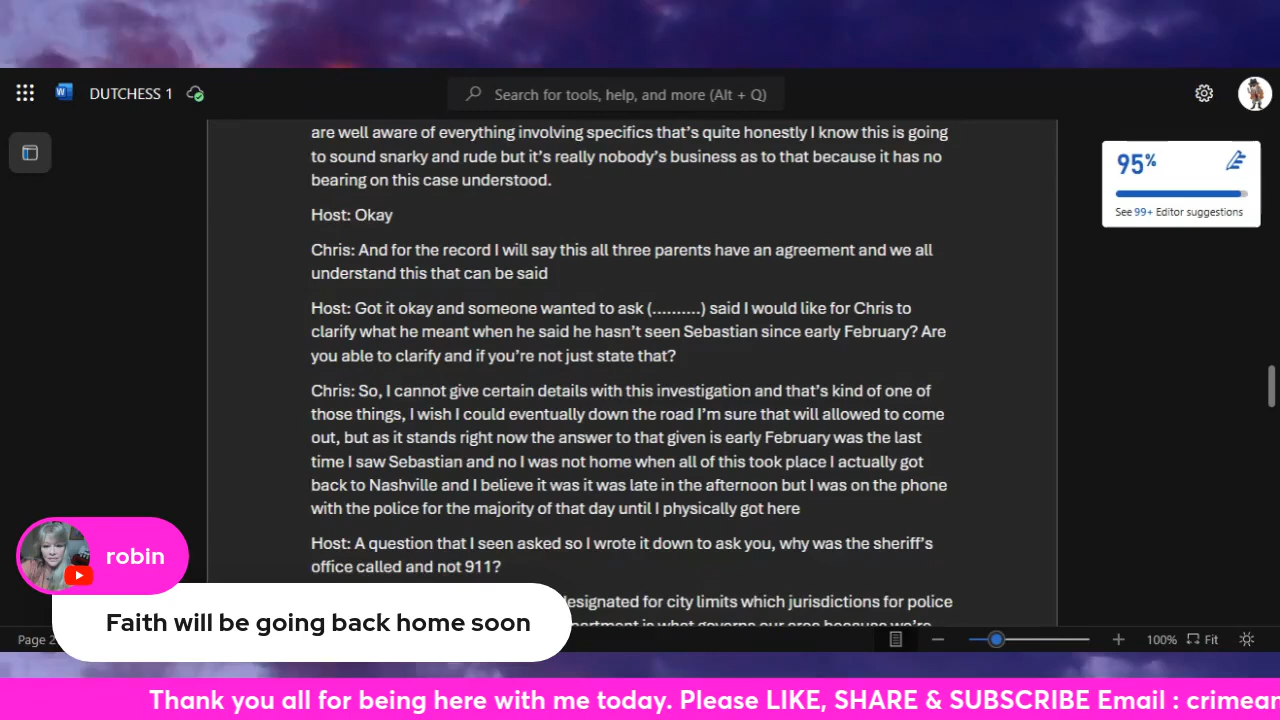 DUTCHESS 1
Search for tools, help, and more (Alt + Q)
are well aware of everything involving specifics that's quite honestly I know this is going
to sound snarky and rude but it's really nobody's business as to that because it has no
bearing on this case understood.
95%
See 99+ Editor suggestions
Host: Okay
Chris: And for the record I will say this all three parents have an agreement and we all
understand this that can be said
Host: Got it okay and someone wanted to ask (..........) said I would like for Chris to
clarify what he meant when he said he hasn't seen Sebastian since early February? Are
you able to clarify and if you're not just state that?
Chris: So, I cannot give certain details with this investigation and that's kind of one of
those things, I wish I could eventually down the road I'm sure that will allowed to come
out, but as it stands right now the answer to that given is early February was the last
time I saw Sebastian and no I was not home when all of this took place I actually got
back to Nashville and I believe it was it was late in the afternoon but I was on the phone
with the police for the majority of that day until I physically got here
Host: A question that I seen asked so I wrote it down to ask you, why was the sheriff's
office called and not 911?
designated for city limits which jurisdictions for police
robin
Faith will be going back home soon
Page 2
100%
Fit
Thank you all for being here with me today. Please LIKE, SHARE & SUBSCRIBE Email : crimear